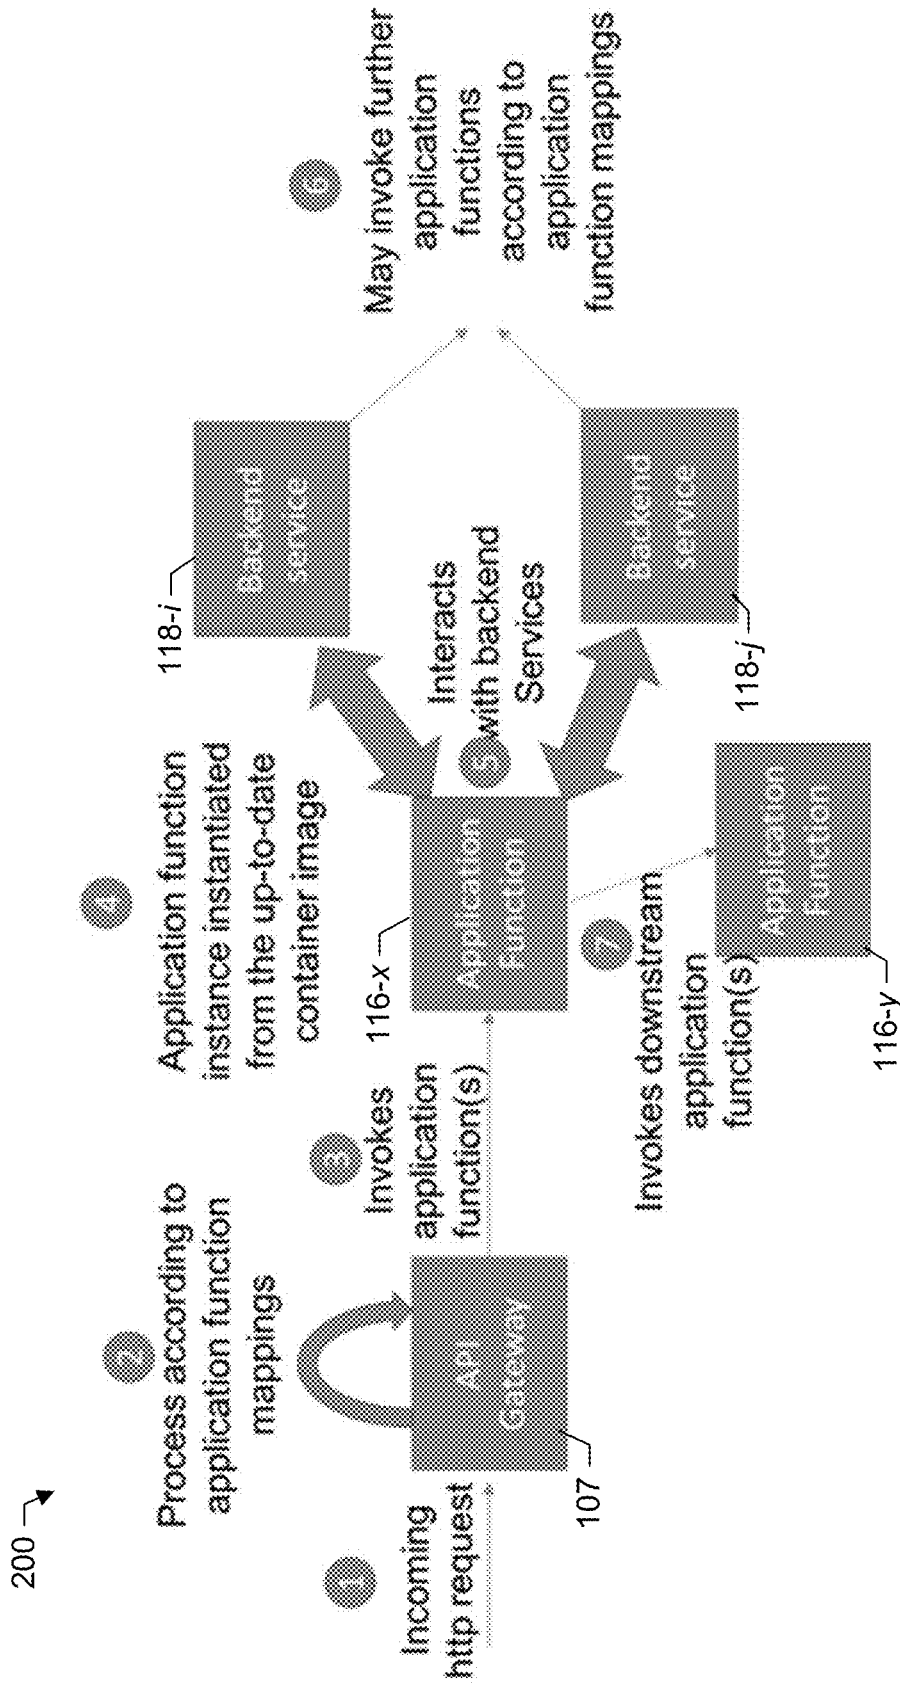 200
1
Incoming
http request
107
API
Gateway
2
Process according to
application function
mappings
3
Invokes
application
function(s)
4
Application function
instance instantiated
from the up-to-date
container image
116-x
Application
Function
5
Interacts
with backend
Services
118-i
Backend
service
118-j
Backend
service
6
May invoke further
application
functions
according to
application
function mappings
7
Invokes downstream
application
function(s)
116-y
Application
Function